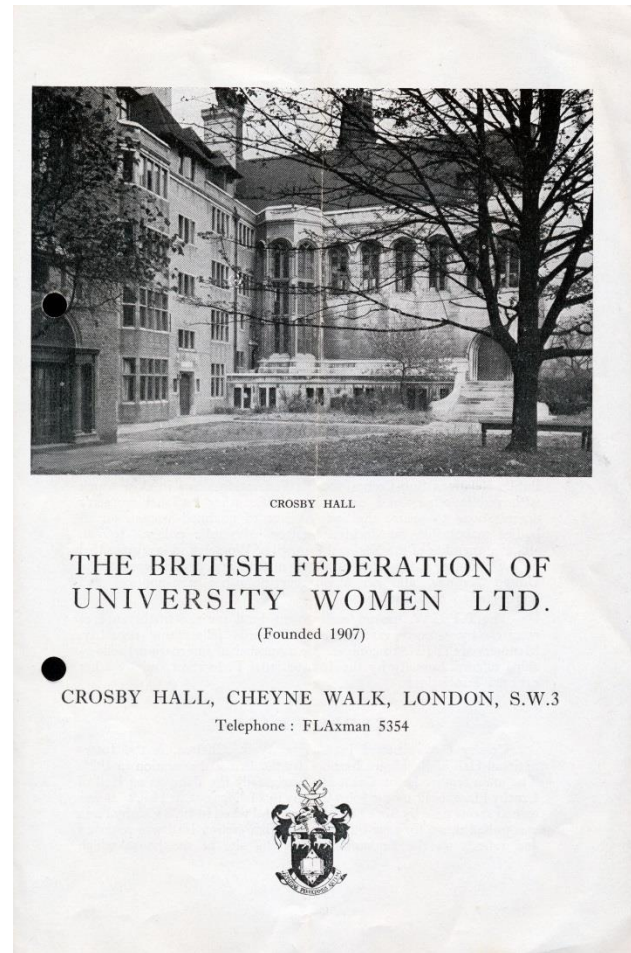 CROSBY HALL
THE BRITISH FEDERATION OF
UNIVERSITY WOMEN LTD.
(Founded 1907)
CROSBY HALL, CHEYNE WALK, LONDON, S.W.3
Telephone : FLAxman 5354